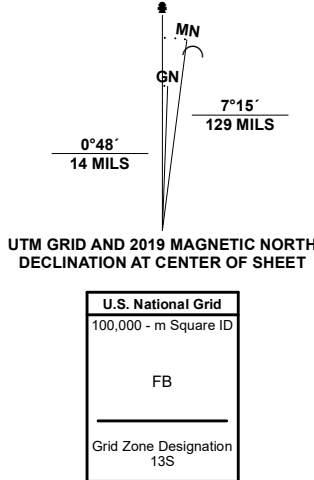 MN
GN
7°15´
129 MILS
0°48´
14 MILS
UTM GRID AND 2019 MAGNETIC NORTH
DECLINATION AT CENTER OF SHEET
U.S. National Grid
100,000 - m Square ID
FB
Grid Zone Designation
13S